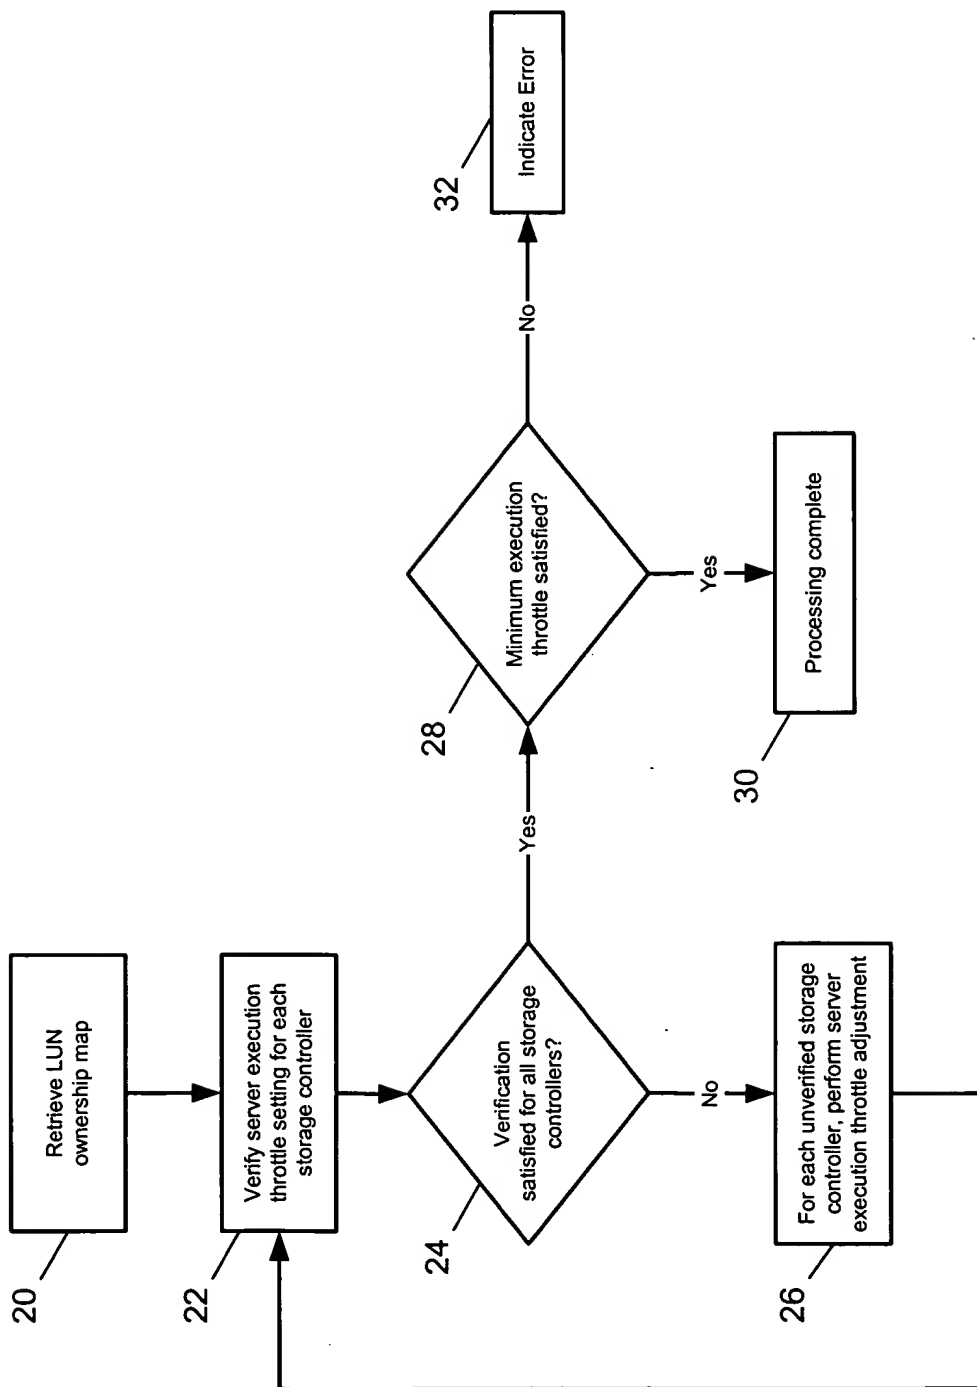 Retrieve LUN
ownership map
20
Verify server execution
throttle setting for each
storage controller
22
Verification
satisfied for all storage
controllers?
24
No
For each unverified storage
controller, perform server
execution throttle adjustment
26
Yes
Minimum execution
throttle satisfied?
28
Yes
Processing complete
30
No
Indicate Error
32